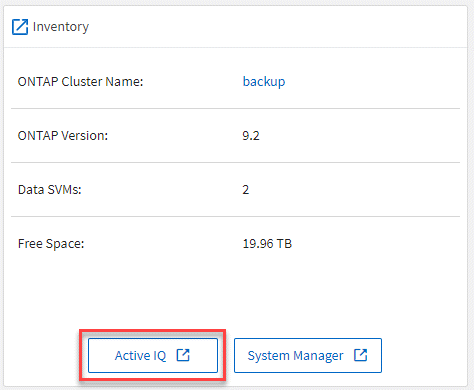 Inventory
ONTAP Cluster Name: backup
ONTAP Version: 9.2
Data SVMs: 2
Free Space: 19.96 TB
Active IQ System Manager